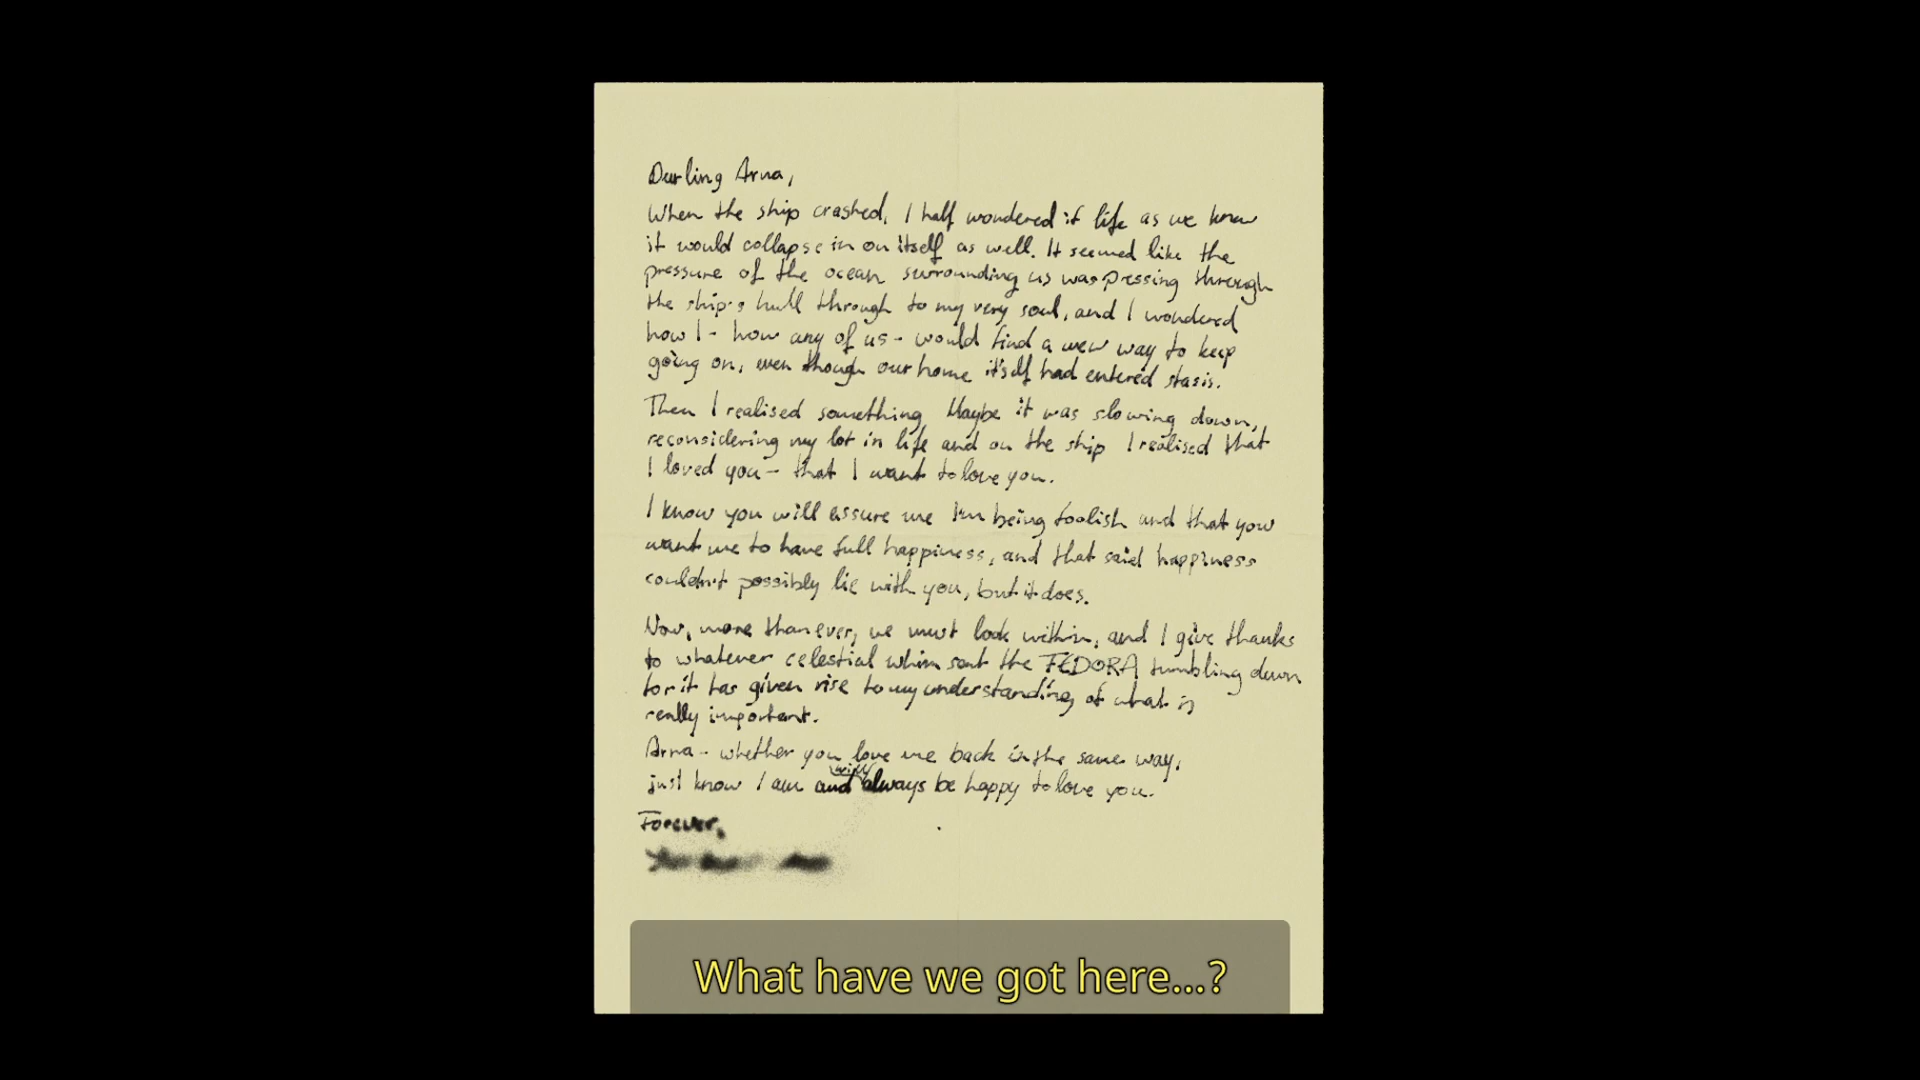 Darling Arna,
When the ship crashed, I half wondered if life as we knew
it would collapse in on itself as well. It seemed like the
pressure of the ocean surrounding us was pressing through
the ship's hull through to my very soul, and I wondered
how I - how any of us - would find a new way to keep
going on, even though our home itself had entered stasis.
Then I realised something Maybe it was slowing down,
reconsidering my lot in life and on the ship I realised that
I loved you - that I want to love you.
I know you will assure me I'm being foolish and that you
want me to have full happiness, and that said happiness
couldn't possibly lie with you, but it does.
Now, more than ever, we must look within, and I give thanks
to whatever celestial whim sent the FEDORA tumbling down
for it has given rise to my understanding of what is
really important.
Arna - whether you love me back in the same way,
just know I am and will always be happy to love you.
Forever,
What have we got here...?